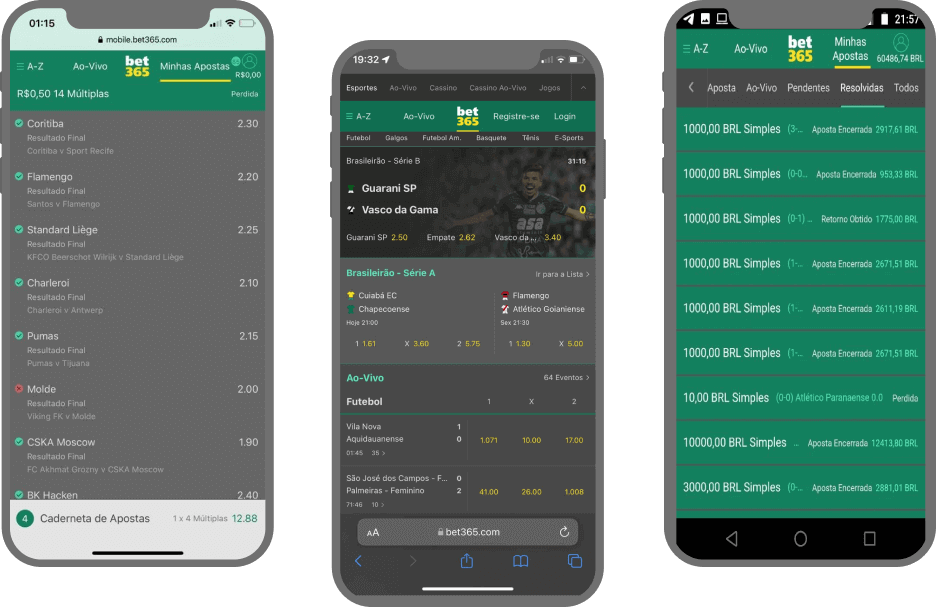 01:15
mobile.bet365.com
A-Z
Ao-Vivo
bet
365
Minhas Apostas
R$0,00
R$0,50 14 Múltiplas
Perdida
Coritiba 2.30
Resultado Final
Coritiba v Sport Recife
Flamengo 2.20
Resultado Final
Santos v Flamengo
Standard Liège 2.25
Resultado Final
KFCO Beerschot Wilrijk v Standard Liège
Charleroi 2.10
Resultado Final
Charleroi v Antwerp
Pumas 2.15
Resultado Final
Pumas v Tijuana
Molde 2.00
Resultado Final
Viking FK v Molde
CSKA Moscow 1.90
Resultado Final
FC Akhmat Grozny v CSKA Moscow
BK Hacken 2.40
4 Caderneta de Apostas 1 x 4 Múltiplas 12.88
19:32
Esportes Ao-Vivo Cassino Cassino Ao-Vivo Jogos
A-Z Ao-Vivo bet
365 Registre-se Login
Futebol Galgos Futebol Am. Basquete Tênis E-Sports
Brasileirão - Série B 31:15
Guarani SP 0
Vasco da Gama 0
Guarani SP 2.50 Empate 2.62 Vasco da ... 3.40
Brasileirão - Série A Ir para a Lista >
Cuiabá EC
Chapecoense
Hoje 21:00
1 1.61 X 3.60 2 5.75
Flamengo
Atlético Goianiense
Sex 21:30
1 1.30 X 5.00
Ao-Vivo 64 Eventos >
Futebol 1 X 2
Vila Nova 1
Aquidauanense 0
01:45 35 >
1.071 10.00 17.00
São José dos Campos - F... 0
Palmeiras - Feminino 2
71:46 10 >
41.00 26.00 1.008
AA bet365.com
21:57
A-Z Ao-Vivo bet
365 Minhas
Apostas
60486,74 BRL
Aposta Ao-Vivo Pendentes Resolvidas Todos
1000,00 BRL Simples (3-... Aposta Encerrada 2917,61 BRL
1000,00 BRL Simples (0-0... Aposta Encerrada 953,33 BRL
1000,00 BRL Simples (0-1) ... Retorno Obtido 1775,00 BRL
1000,00 BRL Simples (1-... Aposta Encerrada 2671,51 BRL
1000,00 BRL Simples (1-... Aposta Encerrada 2611,19 BRL
1000,00 BRL Simples (1-... Aposta Encerrada 2671,51 BRL
10,00 BRL Simples (0-0) Atlético Paranaense 0.0 Perdida
10000,00 BRL Simples ... Aposta Encerrada 12413,80 BRL
3000,00 BRL Simples (0-... Aposta Encerrada 2881,01 BRL